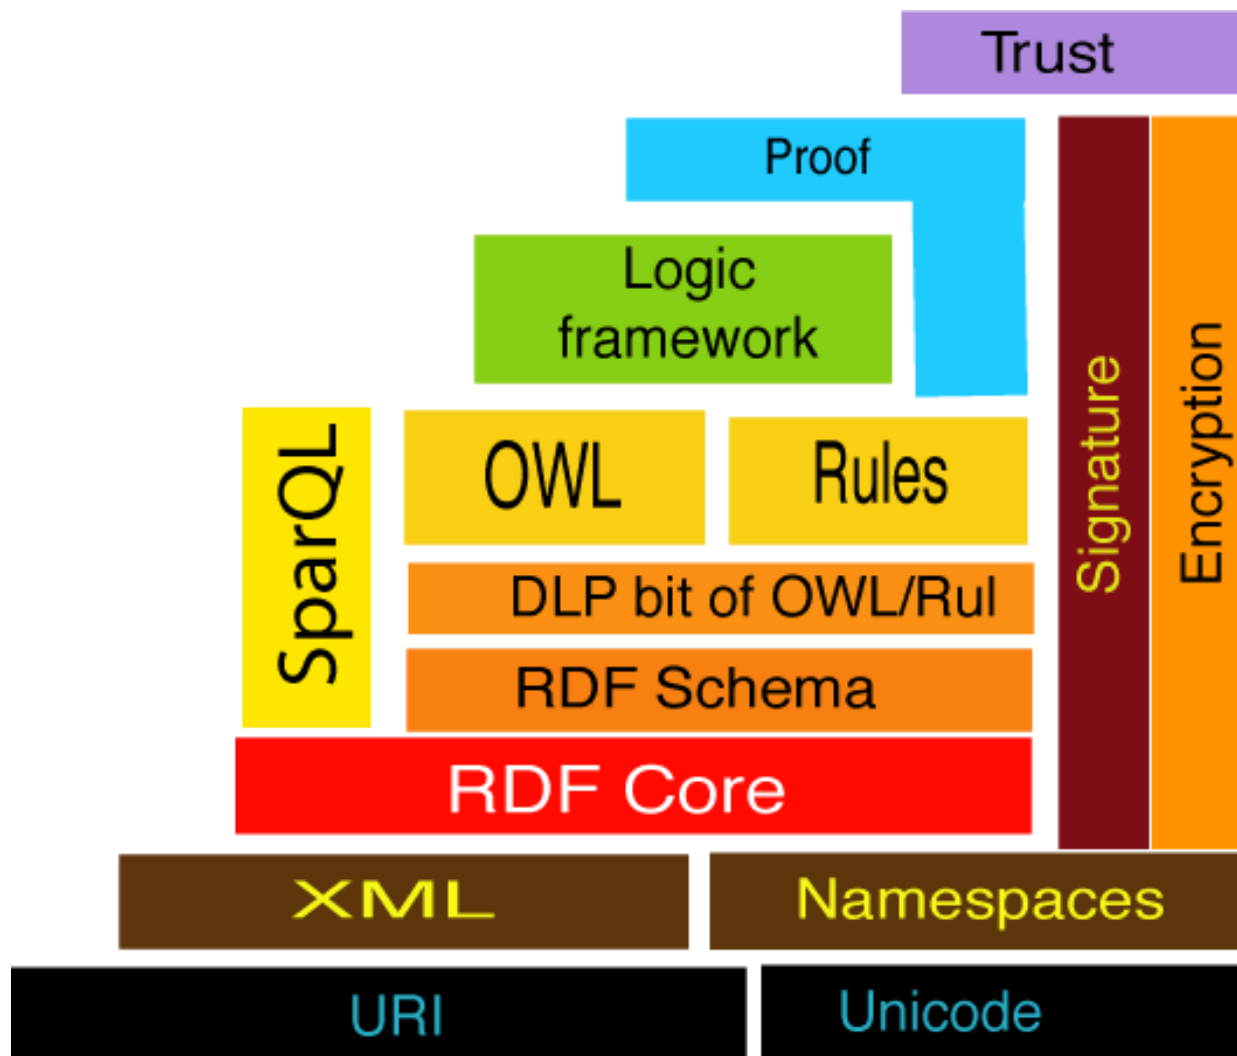 Trust
Proof
Logic
framework
SparQL
OWL
Rules
Signature
Encryption
DLP bit of OWL/Rul
RDF Schema
RDF Core
XML
Namespaces
URI
Unicode